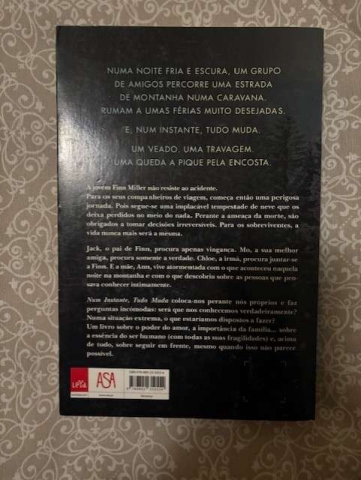 NUMA NOITE FRIA E ESCURA, UM GRUPO
DE AMIGOS PERCORRE UMA ESTRADA
DE MONTANHA NUMA CARAVANA.
RUMAM A UMAS FÉRIAS MUITO DESEJADAS.
E, NUM INSTANTE, TUDO MUDA.
UM VEADO. UMA TRAVAGEM.
UMA QUEDA A PIQUE PELA ENCOSTA.
A jovem Finn Miller não resiste ao acidente.
Para os seus companheiros de viagem, começa então uma perigosa
jornada. Pois segue-se uma implacável tempestade de neve que os
deixa perdidos no meio do nada. Perante a ameaça da morte, são
obrigados a tomar decisões irreversíveis. Para os sobreviventes, a
vida nunca mais será a mesma.
Jack, o pai de Finn, procura apenas vingança. Mo, a sua melhor
amiga, procura somente a verdade. Chloe, a irmã, procura juntar-se
a Finn. E a mãe, Ann, vive atormentada com o que aconteceu naquela
noite na montanha e com o que descobriu sobre as pessoas que pen-
sava conhecer intimamente.
Num Instante, Tudo Muda coloca-nos perante nós próprios e faz
perguntas incómodas: será que nos conhecemos verdadeiramente?
Numa situação extrema, o que estaríamos dispostos a fazer?
Um livro sobre o poder do amor, a importância da família... sobre
a essência do ser humano (com todas as suas fragilidades) e, acima
de tudo, sobre seguir em frente, mesmo quando isso não parece
possível.
LEYA
ASA